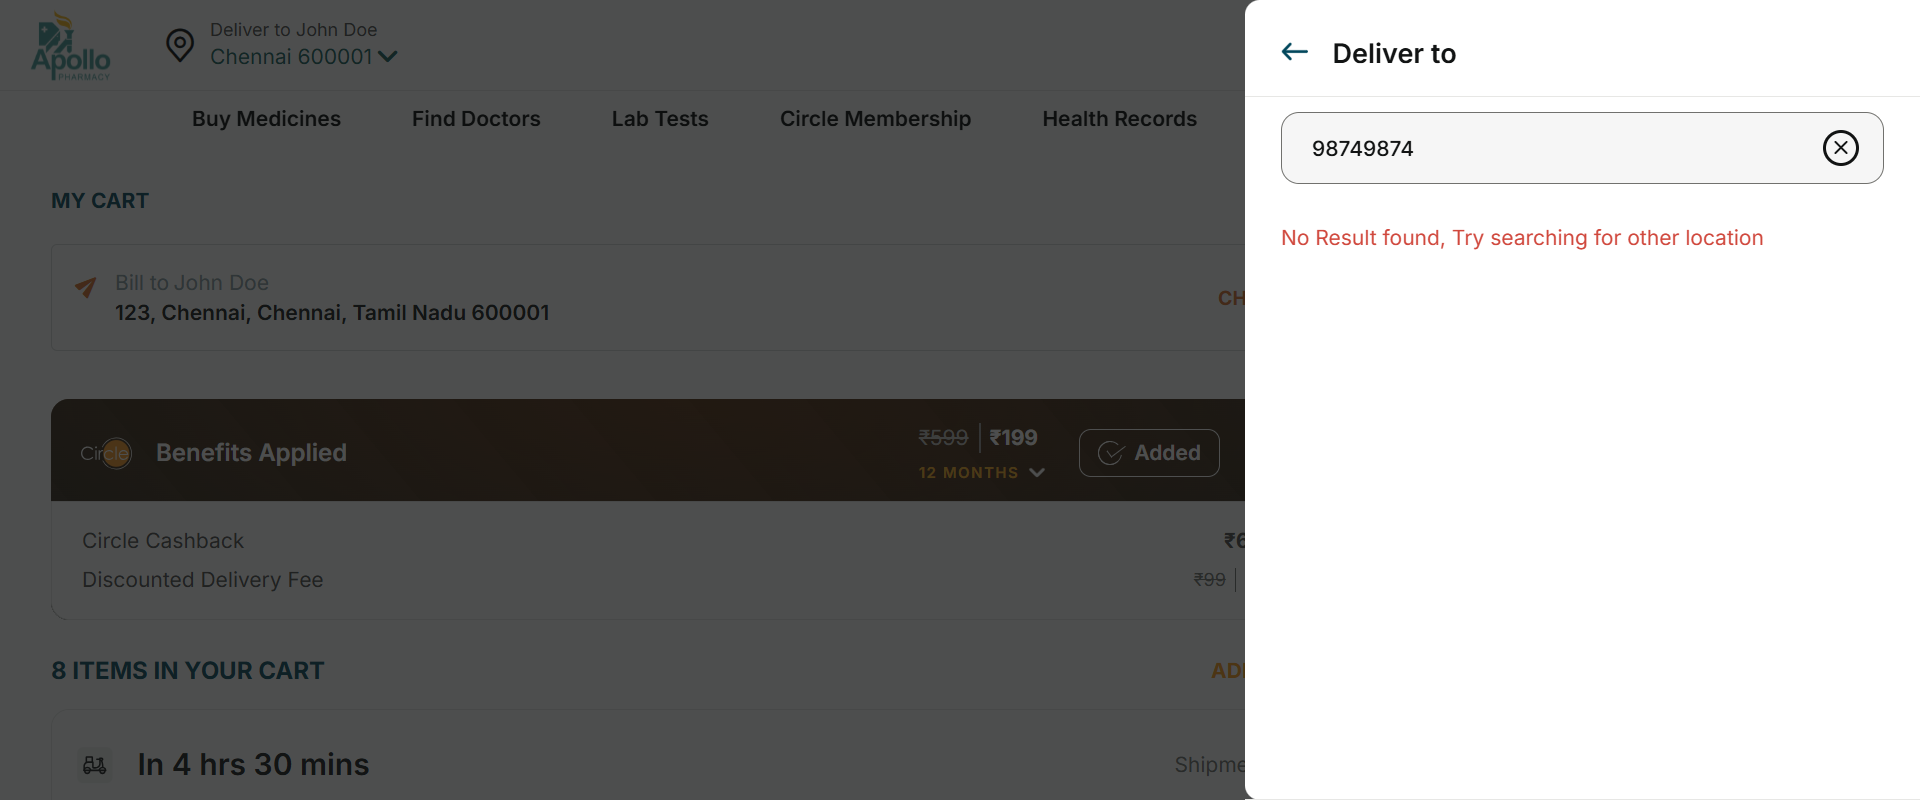 Apollo
PHARMACY
Deliver to John Doe
Chennai 600001
Buy Medicines
Find Doctors
Lab Tests
Circle Membership
Health Records
MY CART
Bill to John Doe
123, Chennai, Chennai, Tamil Nadu 600001
CH
Circle
Benefits Applied
₹599
₹199
12 MONTHS
Added
Circle Cashback
₹6
Discounted Delivery Fee
₹99
8 ITEMS IN YOUR CART
AD
In 4 hrs 30 mins
Shipme
Deliver to
98749874
No Result found, Try searching for other location